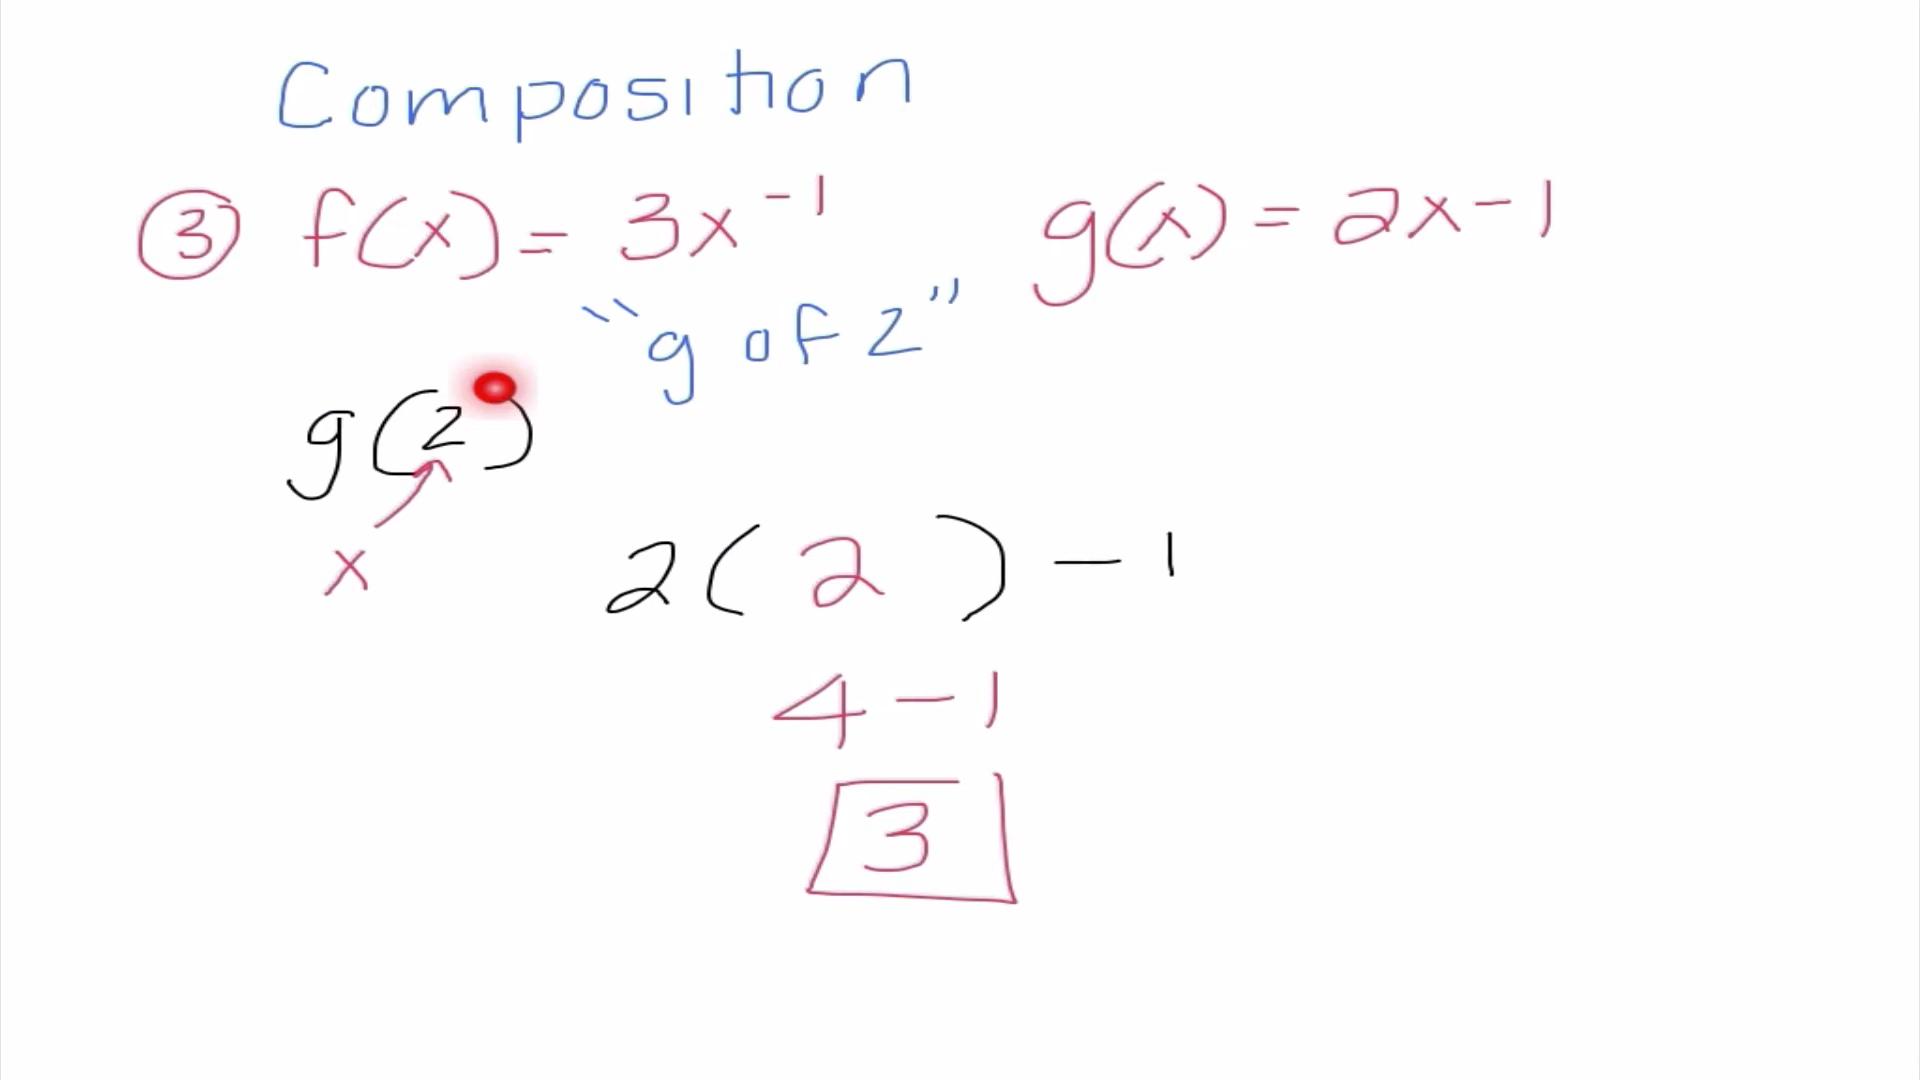 Composition
③ f(x) = 3x⁻¹ g(x) = 2x-1
"g of 2"
g(2)
x
2(2) - 1
4 - 1
3